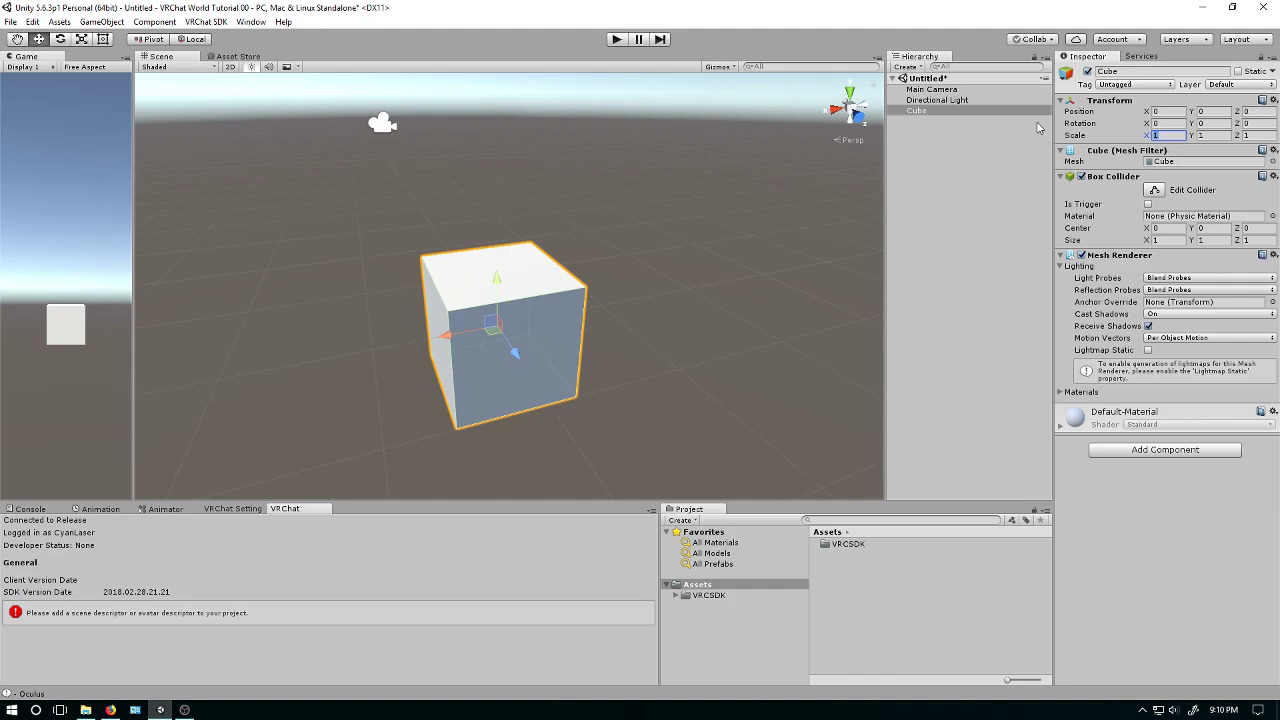 Unity 5.6.3p1 Personal (64bit) - Untitled - VRChat World Tutorial 00 - PC, Mac & Linux Standalone* <DX11>
File Edit Assets GameObject Component VRChat SDK Window Help
Pivot Local Collab Account Layers Layout
Game
Display 1 Free Aspect
Scene Asset Store
Shaded 2D Gizmos All
y
x
z
Persp
Hierarchy
Create All
Untitled*
Main Camera
Directional Light
Cube
Inspector Services
Cube Static
Tag Untagged Layer Default
Transform
Position X 0 Y 0 Z 0
Rotation X 0 Y 0 Z 0
Scale X 1 Y 1 Z 1
Cube (Mesh Filter)
Mesh Cube
Box Collider
Edit Collider
Is Trigger
Material None (Physic Material)
Center X 0 Y 0 Z 0
Size X 1 Y 1 Z 1
Mesh Renderer
Lighting
Light Probes Blend Probes
Reflection Probes Blend Probes
Anchor Override None (Transform)
Cast Shadows On
Receive Shadows
Motion Vectors Per Object Motion
Lightmap Static
To enable generation of lightmaps for this Mesh
Renderer, please enable the 'Lightmap Static'
property.
Materials
Default-Material
Shader Standard
Add Component
Console Animation Animator VRChat Setting VRChat
Connected to Release
Logged in as CyanLaser
Developer Status: None
General
Client Version Date
SDK Version Date 2018.02.28.21.21
Please add a scene descriptor or avatar descriptor to your project.
Project
Create
Favorites
All Materials
All Models
All Prefabs
Assets
VRCSDK
Assets
VRCSDK
Oculus
9:10 PM